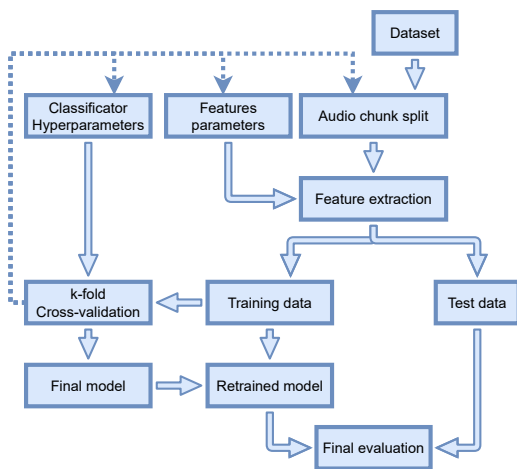 Dataset
Classificator
Hyperparameters
Features
parameters
Audio chunk split
Feature extraction
k-fold
Cross-validation
Training data
Test data
Final model
Retrained model
Final evaluation